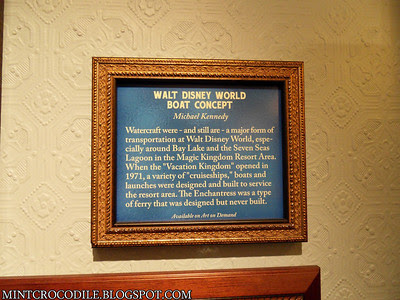 WALT DISNEY WORLD
BOAT CONCEPT
Michael Kennedy
Watercraft were - and still are - a major form of
transportation at Walt Disney World, espe-
cially around Bay Lake and the Seven Seas
Lagoon in the Magic Kingdom Resort Area.
When the "Vacation Kingdom" opened in
1971, a variety of "cruiseships," boats and
launches were designed and built to service
the resort area. The Enchantress was a type
of ferry that was designed but never built.
Available on Art on Demand
MINTCROCODILE.BLOGSPOT.COM